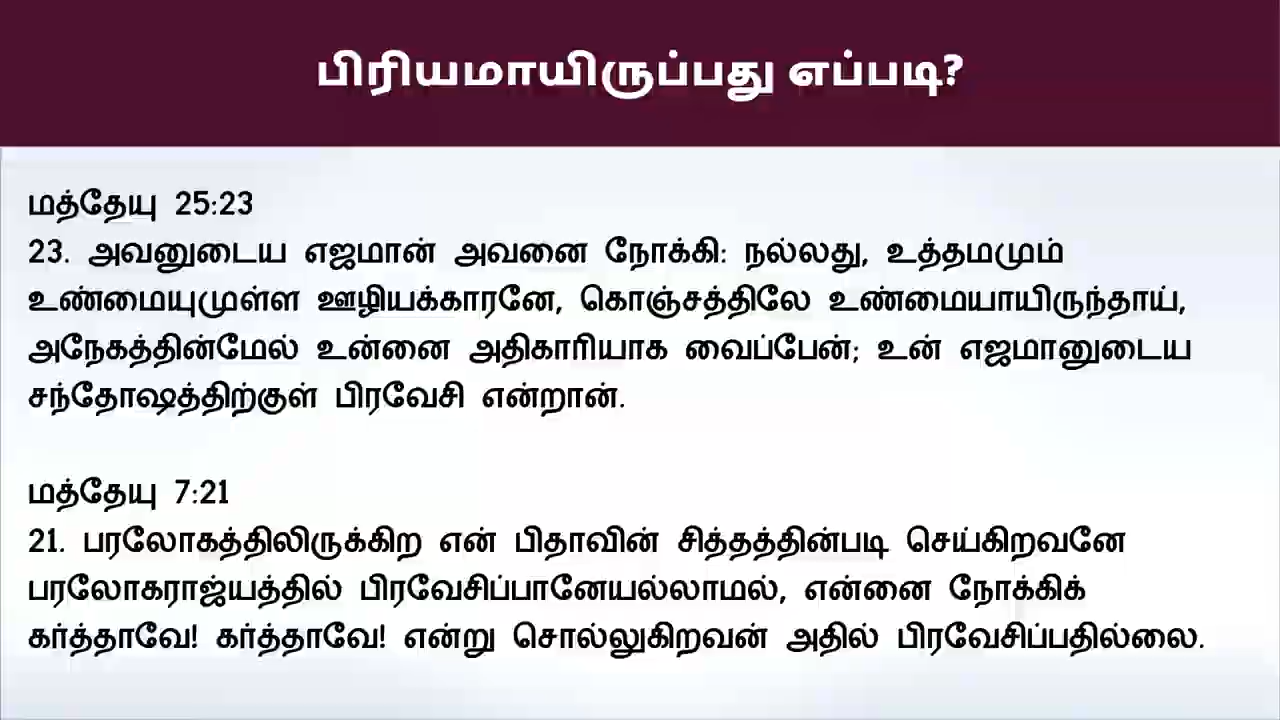 பிரியமாயிருப்பது எப்படி?
மத்தேயு 25:23
23. அவனுடைய எஜமான் அவனை நோக்கி: நல்லது, உத்தமமும்
உண்மையுமுள்ள ஊழியக்காரனே, கொஞ்சத்திலே உண்மையாயிருந்தாய்,
அநேகத்தின்மேல் உன்னை அதிகாரியாக வைப்பேன்; உன் எஜமானுடைய
சந்தோஷத்திற்குள் பிரவேசி என்றான்.
மத்தேயு 7:21
21. பரலோகத்திலிருக்கிற என் பிதாவின் சித்தத்தின்படி செய்கிறவனே
பரலோகராஜ்யத்தில் பிரவேசிப்பானேயல்லாமல், என்னை நோக்கிக்
கர்த்தாவே! கர்த்தாவே! என்று சொல்லுகிறவன் அதில் பிரவேசிப்பதில்லை.